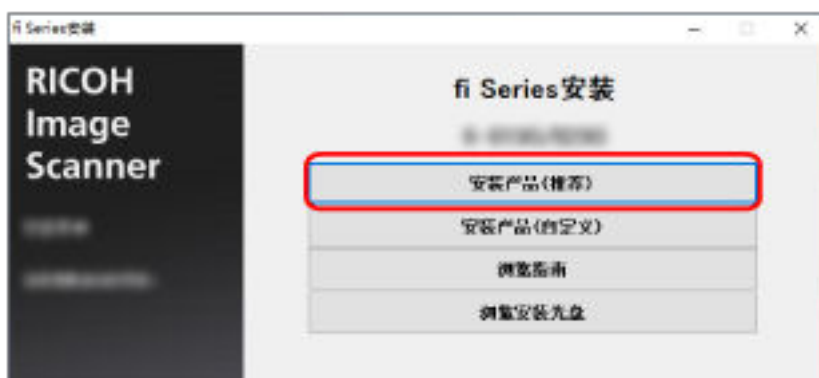 fi Series安装
RICOH
Image
Scanner
fi Series安装
安装产品(推荐)
安装产品(自定义)
浏览指南
浏览安装光盘